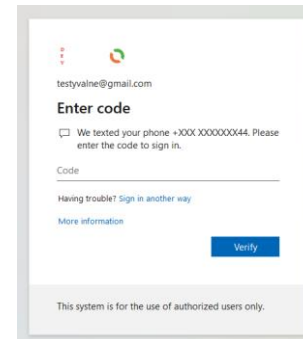 testyvalne@gmail.com
Enter code
We texted your phone +XXX XXXXXXX44. Please
enter the code to sign in.
Code
Having trouble? Sign in another way
More information
Verify
This system is for the use of authorized users only.